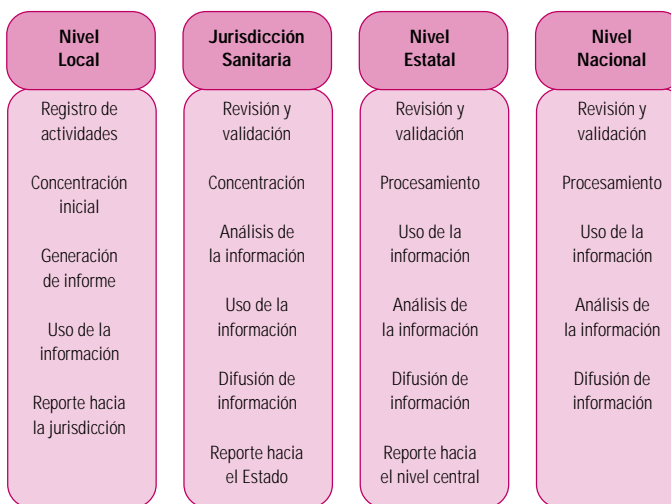 Nivel
Local
Registro de
actividades
Concentración
inicial
Generación
de informe
Uso de la
información
Reporte hacia
la jurisdicción
Jurisdicción
Sanitaria
Revisión y
validación
Concentración
Análisis de
la información
Uso de la
información
Difusión de
información
Reporte hacia
el Estado
Nivel
Estatal
Revisión y
validación
Procesamiento
Uso de la
información
Análisis de
la información
Difusión de
información
Reporte hacia
el nivel central
Nivel
Nacional
Revisión y
validación
Procesamiento
Uso de la
información
Análisis de
la información
Difusión de
información